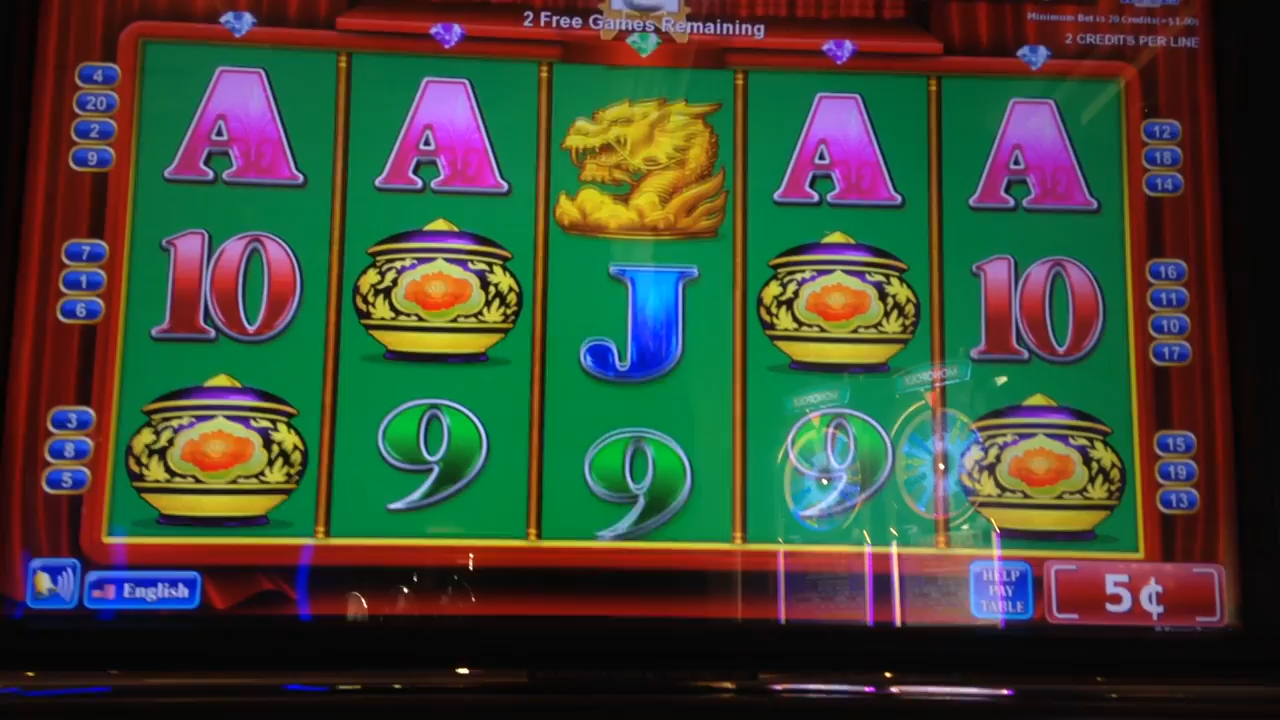 2 Free Games Remaining
Minimum Bet is 20 Credits(=$1.00)
2 CREDITS PER LINE
4
20
2
9
7
1
6
3
8
5
A A A A
10 J 10
9 9 9
12
18
14
16
11
10
17
15
19
13
MONOPOLY
MONOPOLY
English
HELP
PAY
TABLE
5¢